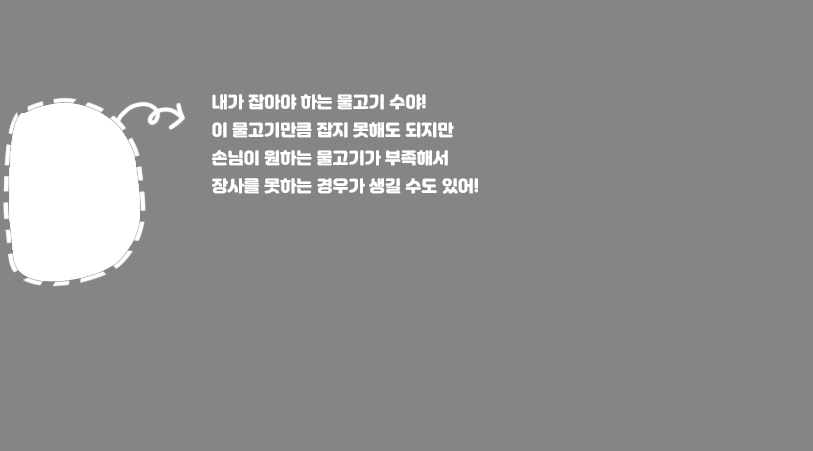 내가 잡아야 하는 물고기 수야!
이 물고기만큼 잡지 못해도 되지만
손님이 원하는 물고기가 부족해서
장사를 못하는 경우가 생길 수도 있어!